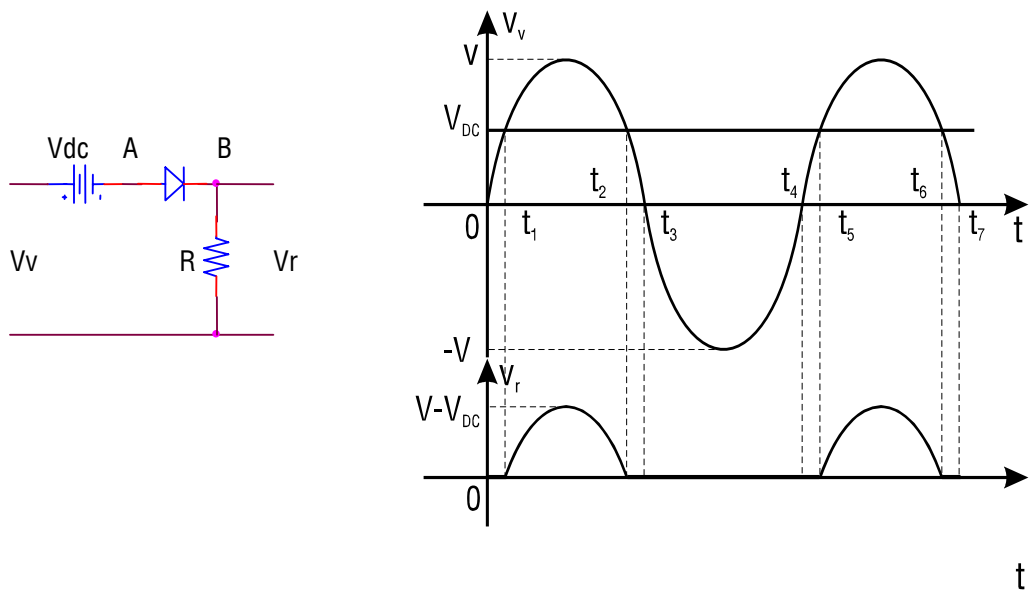 Vdc A B
+ -
Vv R Vr
Vv
V
VDC
t2 t4 t6
0 t1 t3 t5 t7 t
-V
Vr
V-VDC
0
t